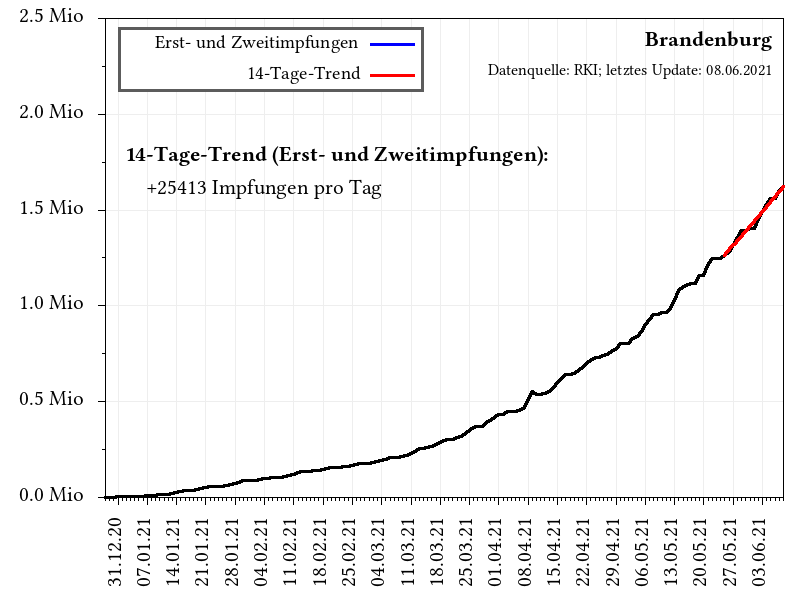 2.5 Mio
2.0 Mio
1.5 Mio
1.0 Mio
0.5 Mio
0.0 Mio
Erst- und Zweitimpfungen
14-Tage-Trend
Brandenburg
Datenquelle: RKI; letztes Update: 08.06.2021
14-Tage-Trend (Erst- und Zweitimpfungen):
+25413 Impfungen pro Tag
31.12.20
07.01.21
14.01.21
21.01.21
28.01.21
04.02.21
11.02.21
18.02.21
25.02.21
04.03.21
11.03.21
18.03.21
25.03.21
01.04.21
08.04.21
15.04.21
22.04.21
29.04.21
06.05.21
13.05.21
20.05.21
27.05.21
03.06.21